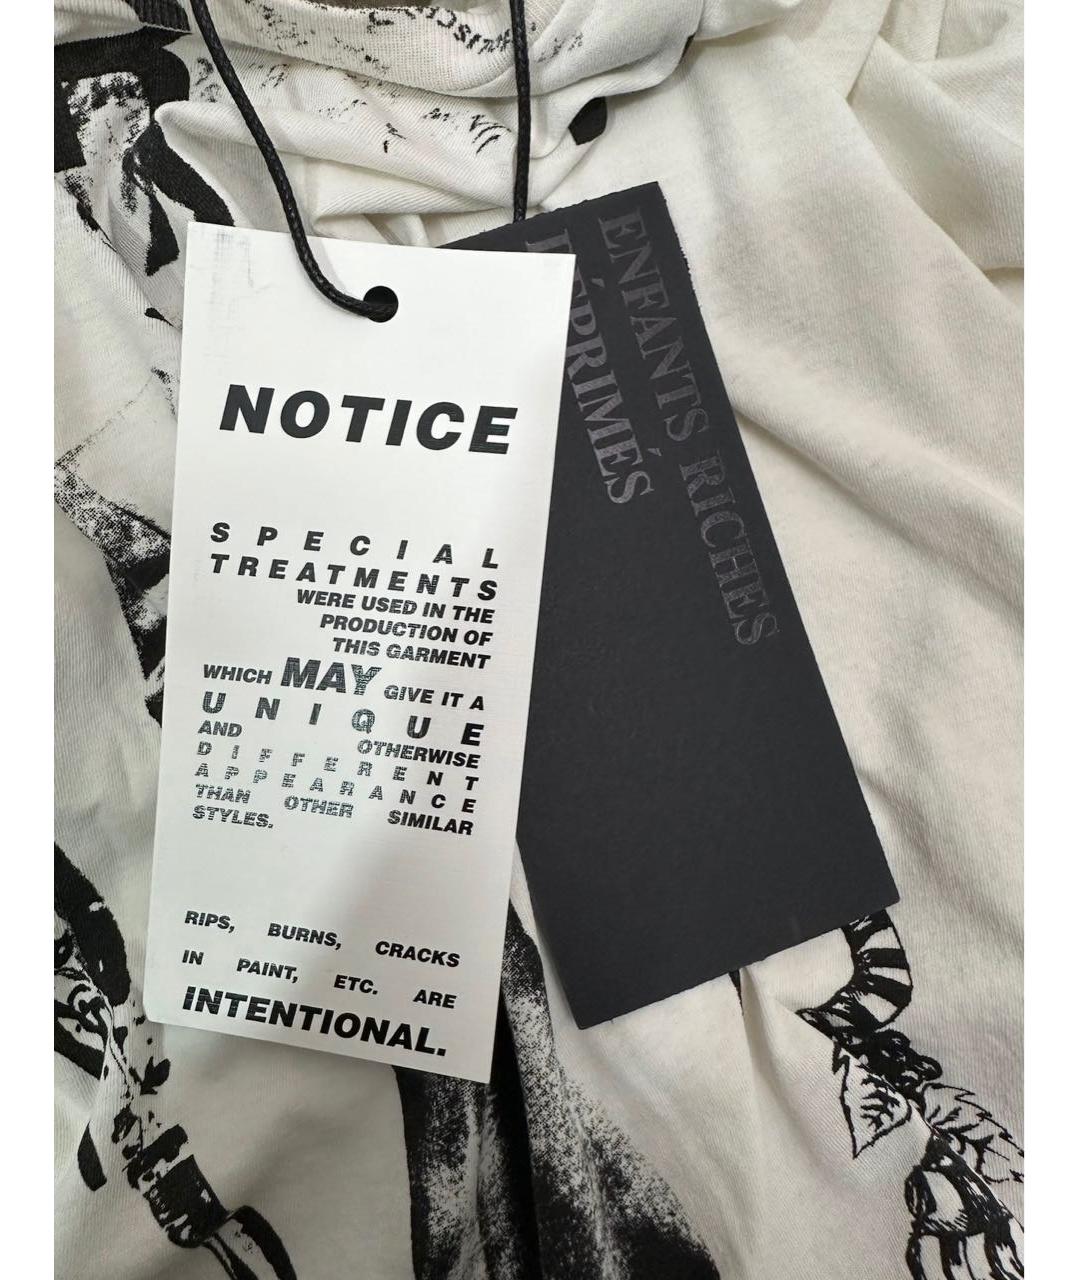 NOTICE
SPECIAL
TREATMENTS
WERE USED IN THE
PRODUCTION OF
THIS GARMENT
WHICH MAY GIVE IT A
UNIQUE
AND OTHERWISE
DIFFERENT
APPEARANCE
THAN OTHER SIMILAR
STYLES.
RIPS, BURNS, CRACKS
IN PAINT, ETC. ARE
INTENTIONAL.
ENFANTS RICHES
DÉPRIMÉS